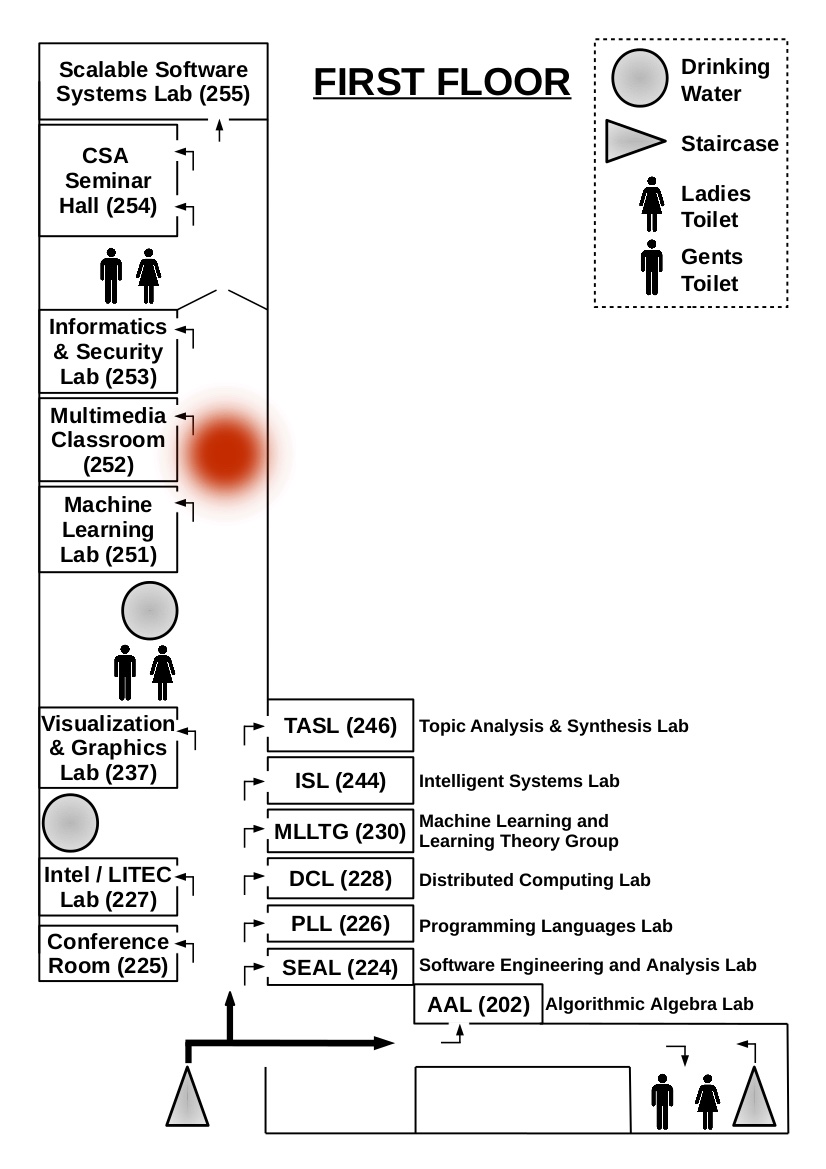 FIRST FLOOR
Drinking
Water
Staircase
Ladies
Toilet
Gents
Toilet
Scalable Software
Systems Lab (255)
CSA
Seminar
Hall (254)
Informatics
& Security
Lab (253)
Multimedia
Classroom
(252)
Machine
Learning
Lab (251)
Visualization
& Graphics
Lab (237)
Intel / LITEC
Lab (227)
Conference
Room (225)
TASL (246) Topic Analysis & Synthesis Lab
ISL (244) Intelligent Systems Lab
MLLTG (230) Machine Learning and
Learning Theory Group
DCL (228) Distributed Computing Lab
PLL (226) Programming Languages Lab
SEAL (224) Software Engineering and Analysis Lab
AAL (202) Algorithmic Algebra Lab